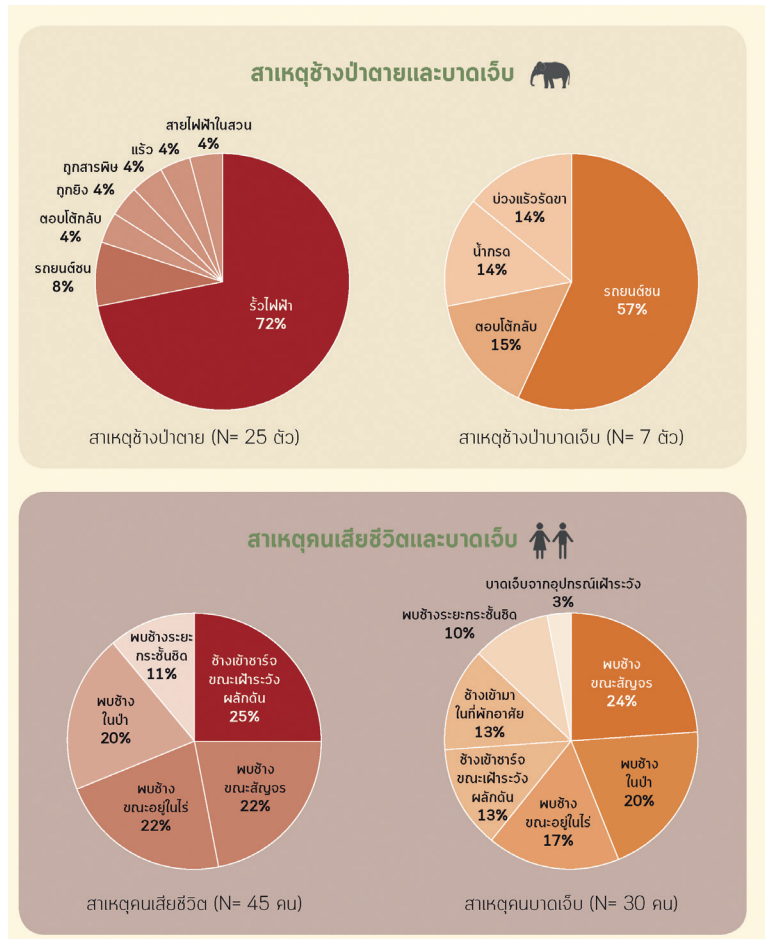 สาเหตุช้างป่าตายและบาดเจ็บ
สายไฟฟ้าในสวน
4%
แร้ว 4%
ถูกสารพิษ 4%
ถูกยิง 4%
ตอบโต้กลับ
4%
รถยนต์ชน
8%
รั้วไฟฟ้า
72%
สาเหตุช้างป่าตาย (N= 25 ตัว)
บ่วงแร้วรัดขา
14%
น้ำกรด
14%
ตอบโต้กลับ
15%
รถยนต์ชน
57%
สาเหตุช้างป่าบาดเจ็บ (N= 7 ตัว)
สาเหตุคนเสียชีวิตและบาดเจ็บ
พบช้างระยะ
กระชั้นชิด
11%
ช้างเข้าชาร์จ
ขณะเฝ้าระวัง
ผลักดัน
25%
พบช้าง
ในป่า
20%
พบช้าง
ขณะอยู่ในไร่
22%
พบช้าง
ขณะสัญจร
22%
สาเหตุคนเสียชีวิต (N= 45 คน)
บาดเจ็บจากอุปกรณ์เฝ้าระวัง
3%
พบช้างระยะกระชั้นชิด
10%
พบช้าง
ขณะสัญจร
24%
ช้างเข้ามา
ในที่พักอาศัย
13%
ช้างเข้าชาร์จ
ขณะเฝ้าระวัง
ผลักดัน
13%
พบช้าง
ขณะอยู่ในไร่
17%
พบช้าง
ในป่า
20%
สาเหตุคนบาดเจ็บ (N= 30 คน)